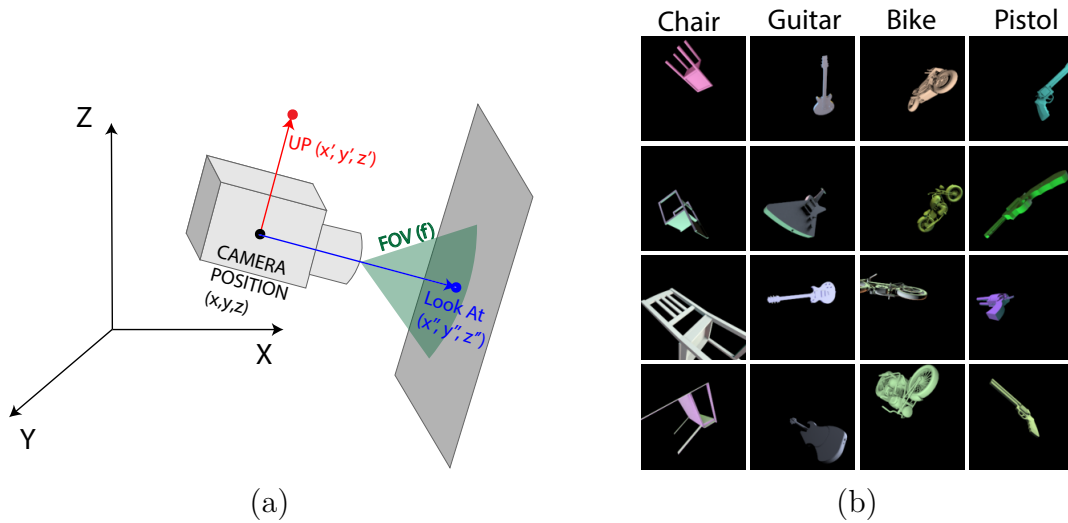 Z
UP (x′, y′, z′)
FOV (f)
CAMERA
POSITION
(x,y,z)
Look At
(x″, y″, z″)
X
Y
(a)
Chair Guitar Bike Pistol
(b)